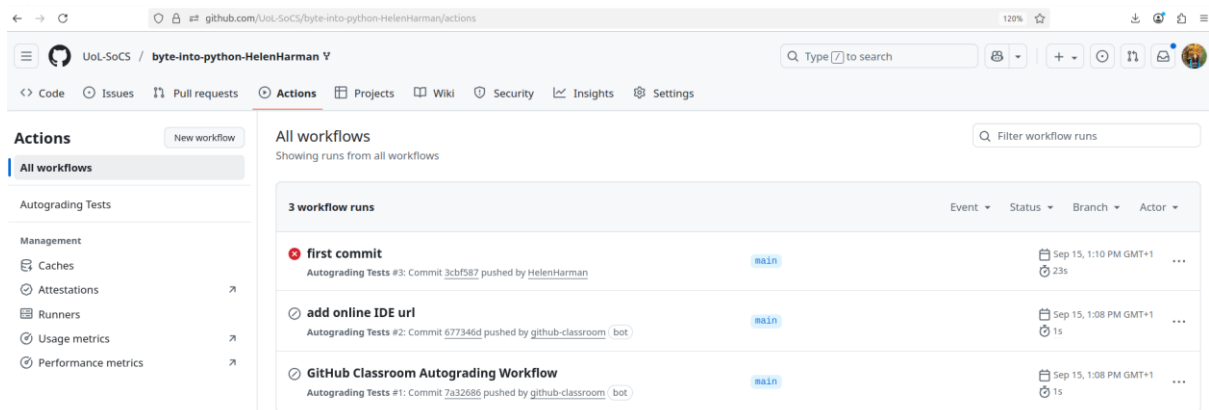 github.com/UoL-SoCS/byte-into-python-HelenHarman/actions
120%
UoL-SoCS / byte-into-python-HelenHarman
Type / to search
Code Issues Pull requests Actions Projects Wiki Security Insights Settings
Actions
New workflow
All workflows
Autograding Tests
Management
Caches
Attestations
Runners
Usage metrics
Performance metrics
All workflows
Showing runs from all workflows
Filter workflow runs
3 workflow runs
Event Status Branch Actor
first commit
Autograding Tests #3: Commit 3cbf587 pushed by HelenHarman
main
Sep 15, 1:10 PM GMT+1
23s
add online IDE url
Autograding Tests #2: Commit 677346d pushed by github-classroom bot
main
Sep 15, 1:08 PM GMT+1
1s
GitHub Classroom Autograding Workflow
Autograding Tests #1: Commit 7a32686 pushed by github-classroom bot
main
Sep 15, 1:08 PM GMT+1
1s